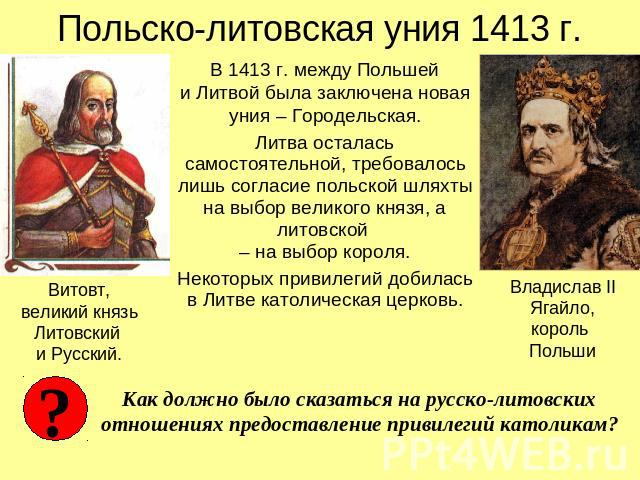 Польско-литовская уния 1413 г.
В 1413 г. между Польшей
и Литвой была заключена новая
уния – Городельская.
Литва осталась
самостоятельной, требовалось
лишь согласие польской шляхты
на выбор великого князя, а
литовской
– на выбор короля.
Некоторых привилегий добилась
в Литве католическая церковь.
Витовт,
великий князь
Литовский
и Русский.
Владислав II
Ягайло,
король
Польши
?
Как должно было сказаться на русско-литовских
отношениях предоставление привилегий католикам?
PPt4WEB.ru